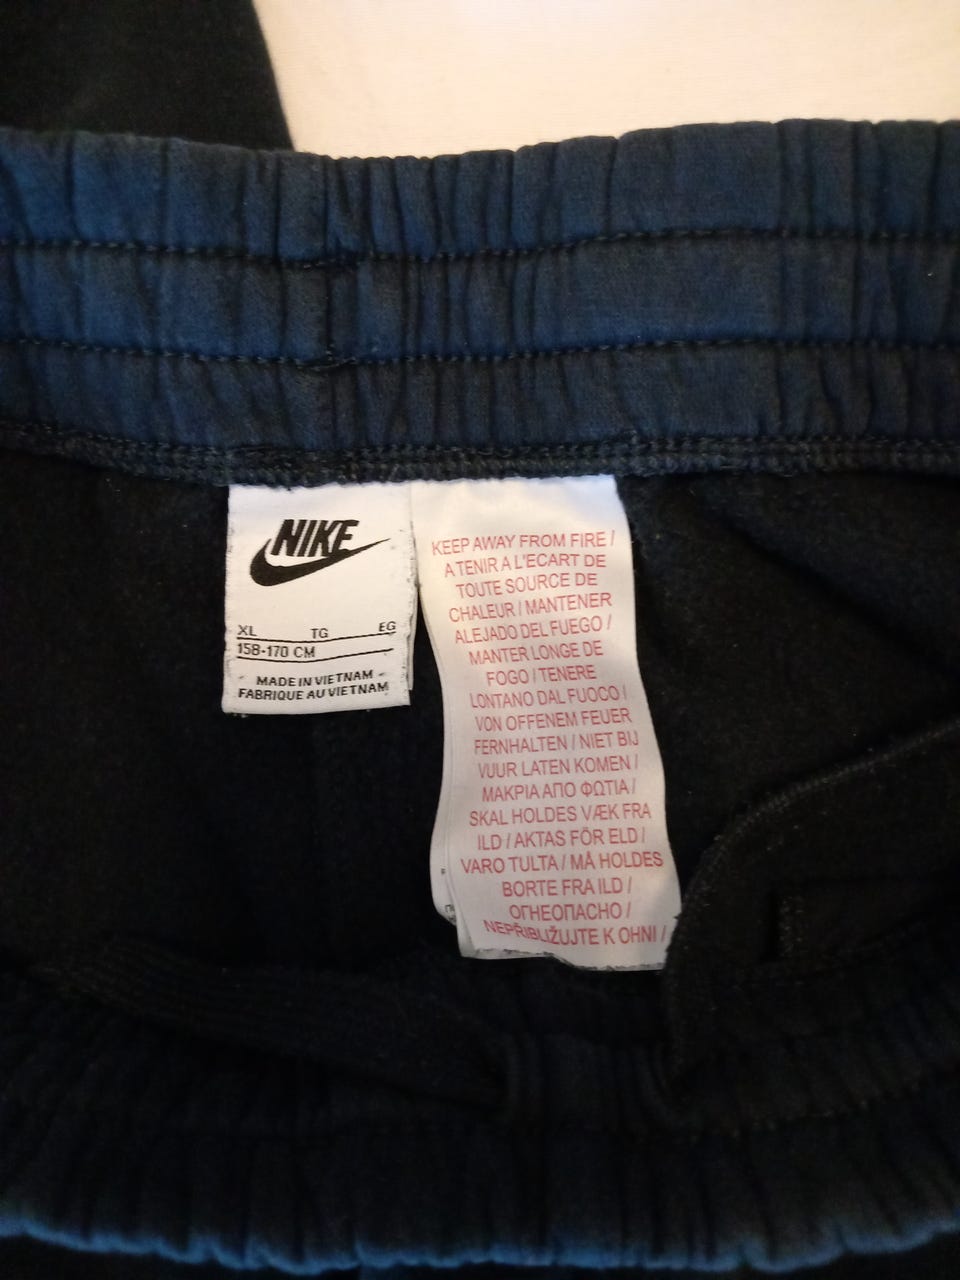 NIKE
XL TG EG
158-170 CM
MADE IN VIETNAM
FABRIQUE AU VIETNAM
KEEP AWAY FROM FIRE /
A TENIR A L'ECART DE
TOUTE SOURCE DE
CHALEUR / MANTENER
ALEJADO DEL FUEGO /
MANTER LONGE DE
FOGO / TENERE
LONTANO DAL FUOCO /
VON OFFENEM FEUER
FERNHALTEN / NIET BIJ
VUUR LATEN KOMEN /
ΜΑΚΡΙΑ ΑΠΟ ΦΩΤΙΑ /
SKAL HOLDES VÆK FRA
ILD / AKTAS FÖR ELD /
VARO TULTA / MÅ HOLDES
BORTE FRA ILD /
ОГНЕОПАСНО /
NEPŘIBLIŽUJTE K OHNI /